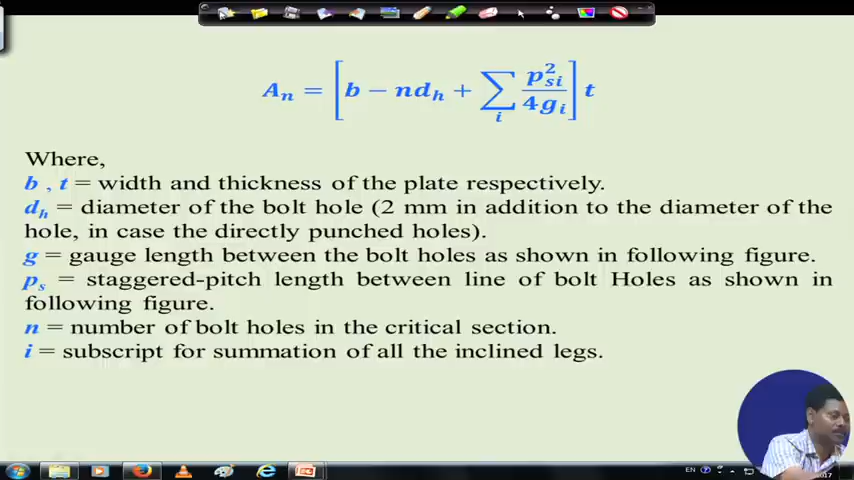 A_n = [b − nd_h + ∑_i p_si^2 / 4g_i] t
Where,
b , t = width and thickness of the plate respectively.
d_h = diameter of the bolt hole (2 mm in addition to the diameter of the
hole, in case the directly punched holes).
g = gauge length between the bolt holes as shown in following figure.
p_s = staggered-pitch length between line of bolt Holes as shown in
following figure.
n = number of bolt holes in the critical section.
i = subscript for summation of all the inclined legs.
EN